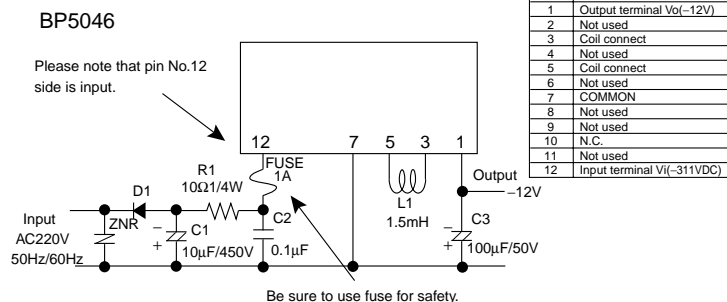 BP5046
Please note that pin No.12
side is input.
12 7 5 3 1
FUSE
1A
R1
10Ω1/4W
D1
Input
AC220V
50Hz/60Hz
ZNR
− C1
+ 10µF/450V
C2
0.1µF
L1
1.5mH
Output
−12V
C3
−
+ 100µF/50V
Be sure to use fuse for safety.
1 Output terminal Vo(−12V)
2 Not used
3 Coil connect
4 Not used
5 Coil connect
6 Not used
7 COMMON
8 Not used
9 Not used
10 N.C.
11 Not used
12 Input terminal Vi(−311VDC)